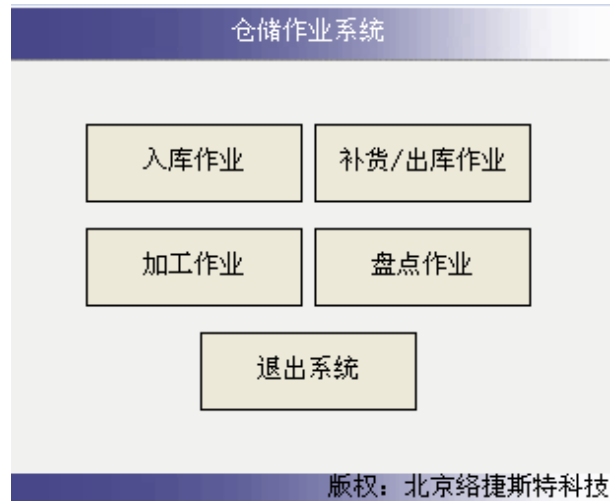 仓储作业系统
入库作业
补货/出库作业
加工作业
盘点作业
退出系统
版权：北京络捷斯特科技